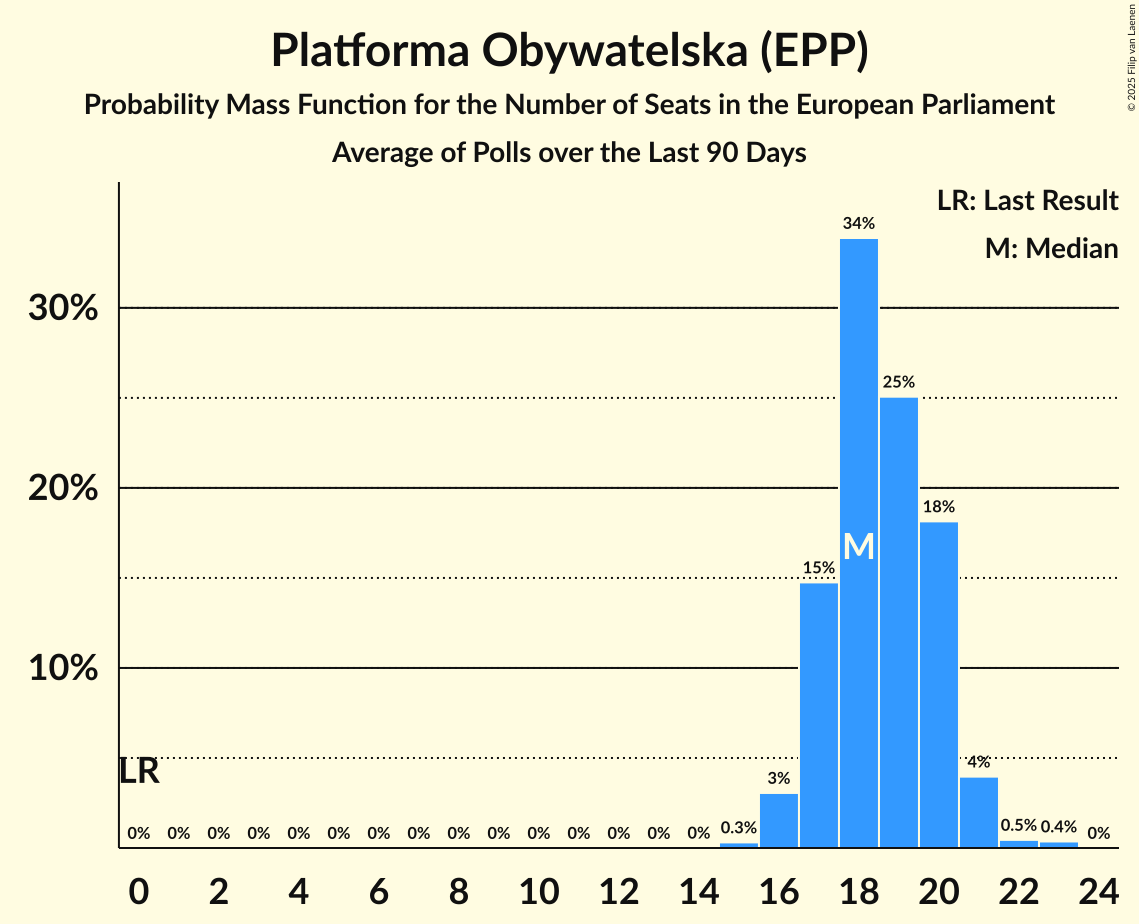 Platforma Obywatelska (EPP)
Probability Mass Function for the Number of Seats in the European Parliament
Average of Polls over the Last 90 Days
© 2025 Filip van Laenen
LR: Last Result
M: Median
34%
30%
25%
20%
18%
M
15%
10%
LR
4%
3%
0% 0% 0% 0% 0% 0% 0% 0% 0% 0% 0% 0% 0% 0% 0% 0.3% 0.5% 0.4% 0%
0 2 4 6 8 10 12 14 16 18 20 22 24